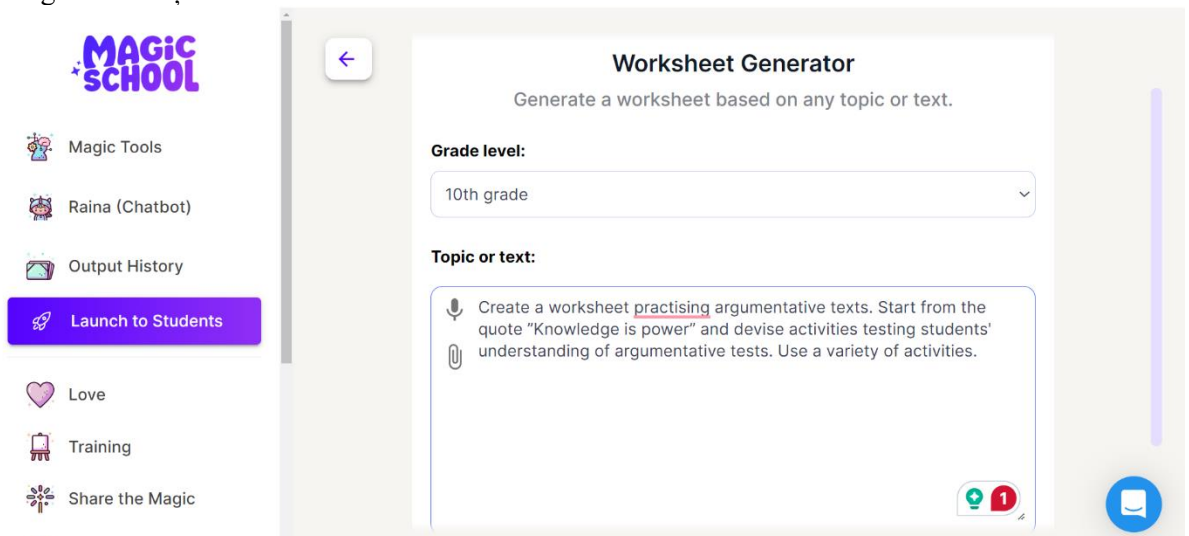 MAGiC
SCHOOL
Magic Tools
Raina (Chatbot)
Output History
Launch to Students
Love
Training
Share the Magic
Worksheet Generator
Generate a worksheet based on any topic or text.
Grade level:
10th grade
Topic or text:
Create a worksheet practising argumentative texts. Start from the
quote ”Knowledge is power” and devise activities testing students'
understanding of argumentative tests. Use a variety of activities.
1